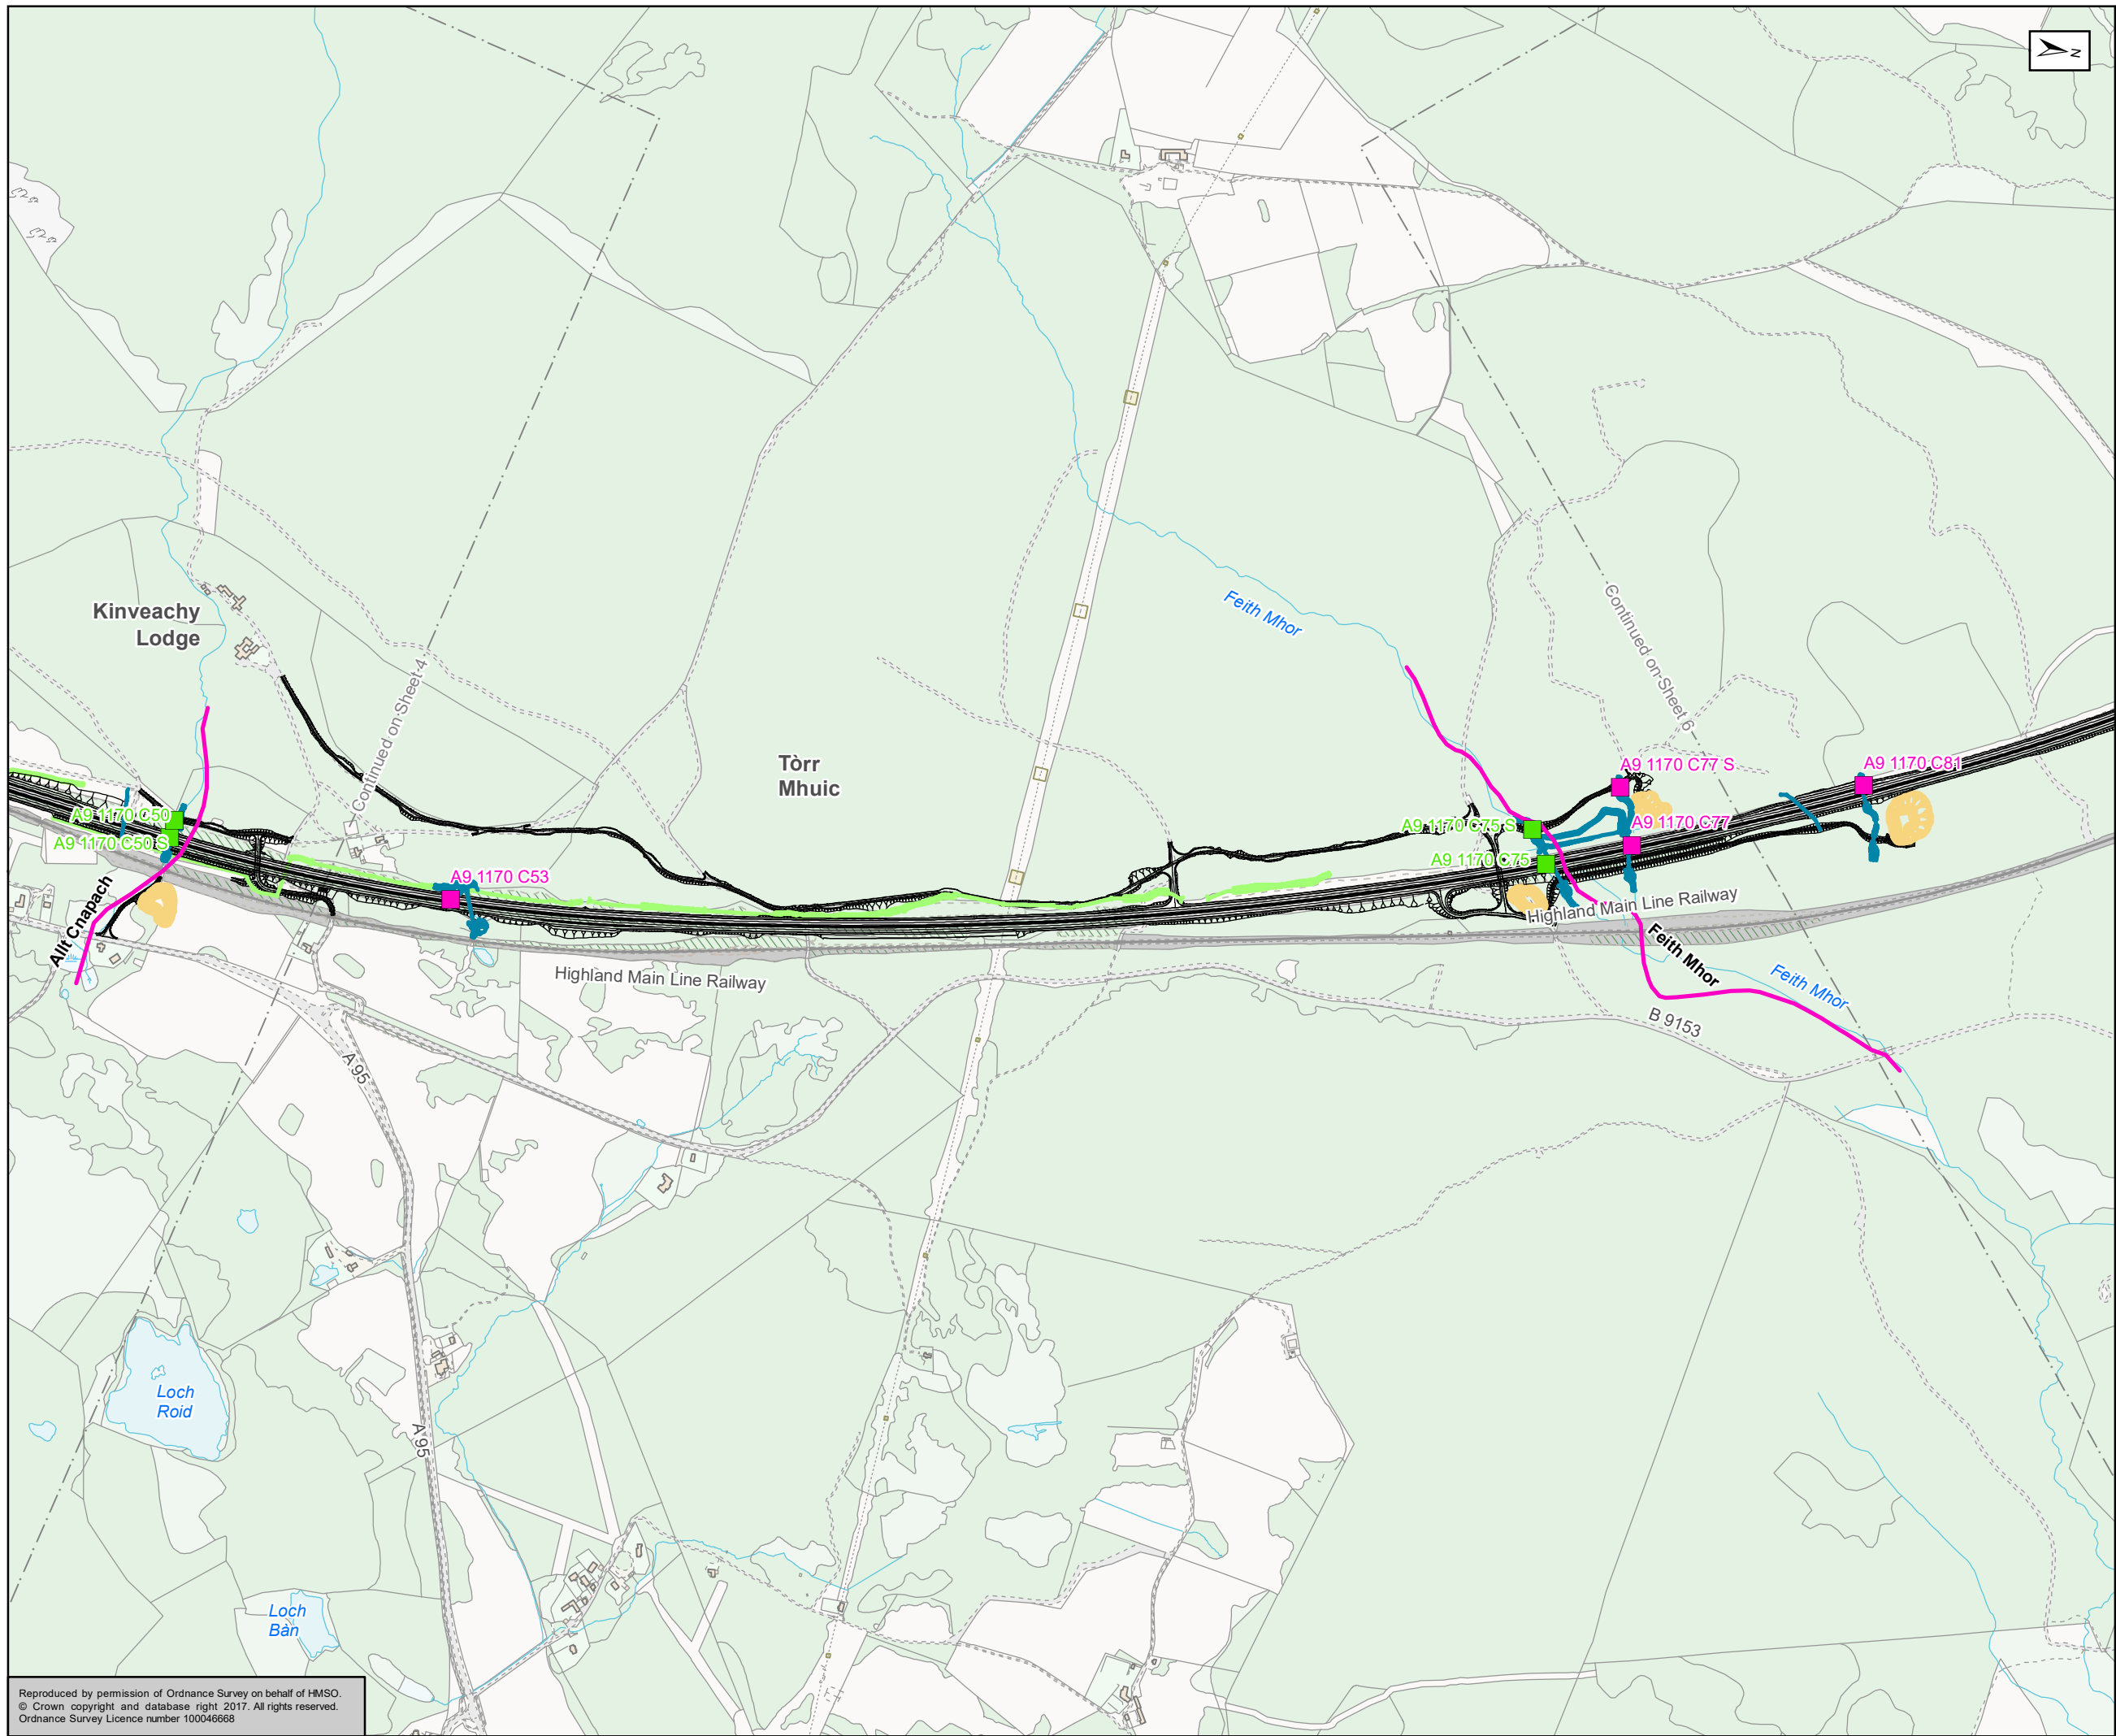 N
Feith Mhor
Kinveachy
Lodge
Continued on Sheet 4
Continued on Sheet 6
Tòrr
Mhuic
A9 1170 C77 S
A9 1170 C81
A9 1170 C50
A9 1170 C50 S
A9 1170 C75 S
A9 1170 C77
A9 1170 C75
A9 1170 C53
Allt Cnapach
Highland Main Line Railway
Feith Mhor
Highland Main Line Railway
Feith Mhor
B 9153
A 95
Loch
Roid
A 95
Loch
Bàn
Reproduced by permission of Ordnance Survey on behalf of HMSO.
© Crown copyright and database right 2017. All rights reserved.
Ordnance Survey Licence number 100046668